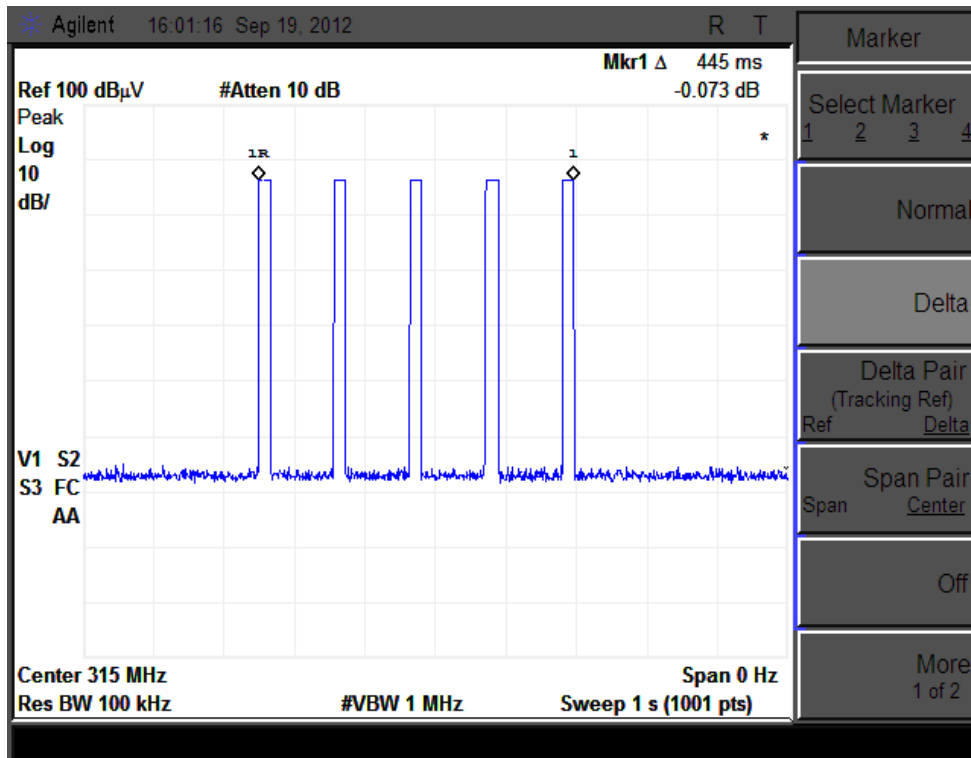 Agilent 16:01:16 Sep 19, 2012 R T
Mkr1 Δ 445 ms
Ref 100 dBµV #Atten 10 dB -0.073 dB
Peak
Log
10
dB/
1R 1
*
V1 S2
S3 FC
AA
Center 315 MHz Span 0 Hz
Res BW 100 kHz #VBW 1 MHz Sweep 1 s (1001 pts)
Marker
Select Marker
1 2 3 4
Normal
Delta
Delta Pair
(Tracking Ref)
Ref Delta
Span Pair
Span Center
Off
More
1 of 2